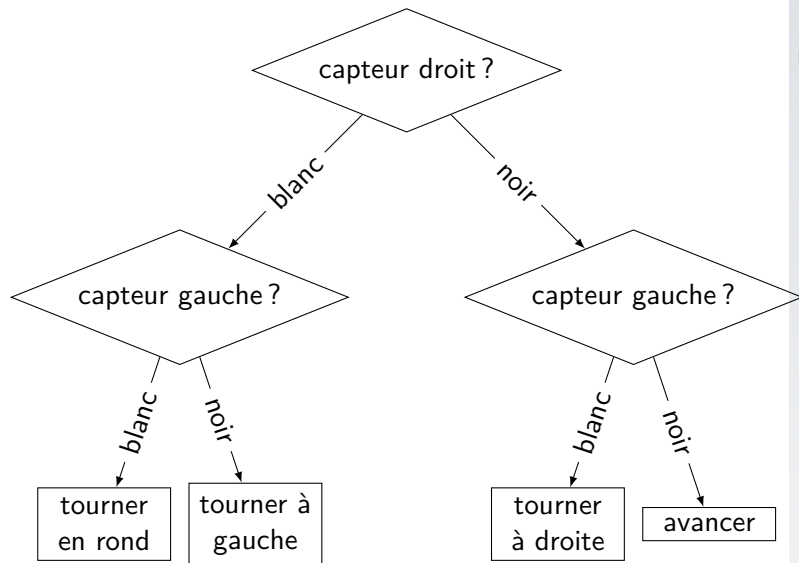 capteur droit ?
blanc
noir
capteur gauche ?
capteur gauche ?
blanc
noir
blanc
noir
tourner
en rond
tourner à
gauche
tourner
à droite
avancer